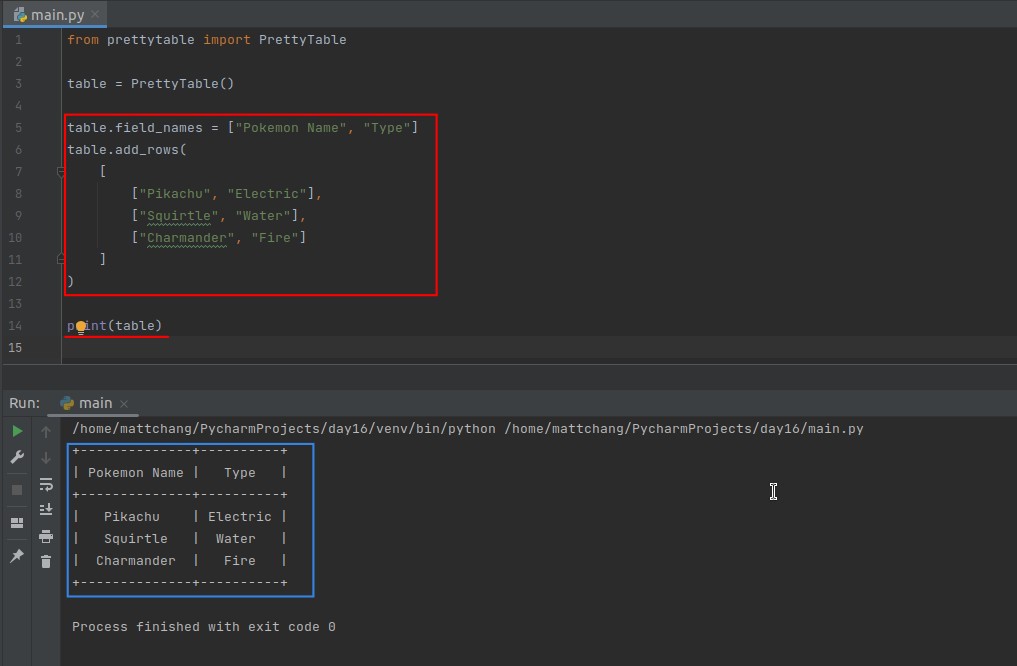 main.py
1 from prettytable import PrettyTable
2
3 table = PrettyTable()
4
5 table.field_names = ["Pokemon Name", "Type"]
6 table.add_rows(
7     [
8         ["Pikachu", "Electric"],
9         ["Squirtle", "Water"],
10         ["Charmander", "Fire"]
11     ]
12 )
13
14 print(table)
15
Run: main
/home/mattchang/PycharmProjects/day16/venv/bin/python /home/mattchang/PycharmProjects/day16/main.py
+--------------+----------+
| Pokemon Name |   Type   |
+--------------+----------+
|   Pikachu    | Electric |
|   Squirtle   |  Water   |
|  Charmander  |   Fire   |
+--------------+----------+
Process finished with exit code 0